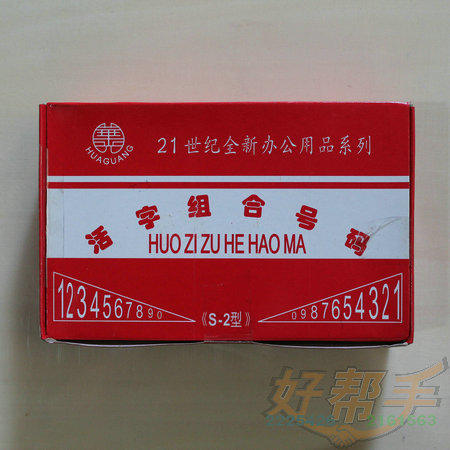 HUAGUANG
21世纪全新办公用品系列
活字组合号码
HUO ZI ZU HE HAO MA
1234567890
《S-2型》
0987654321
好帮手